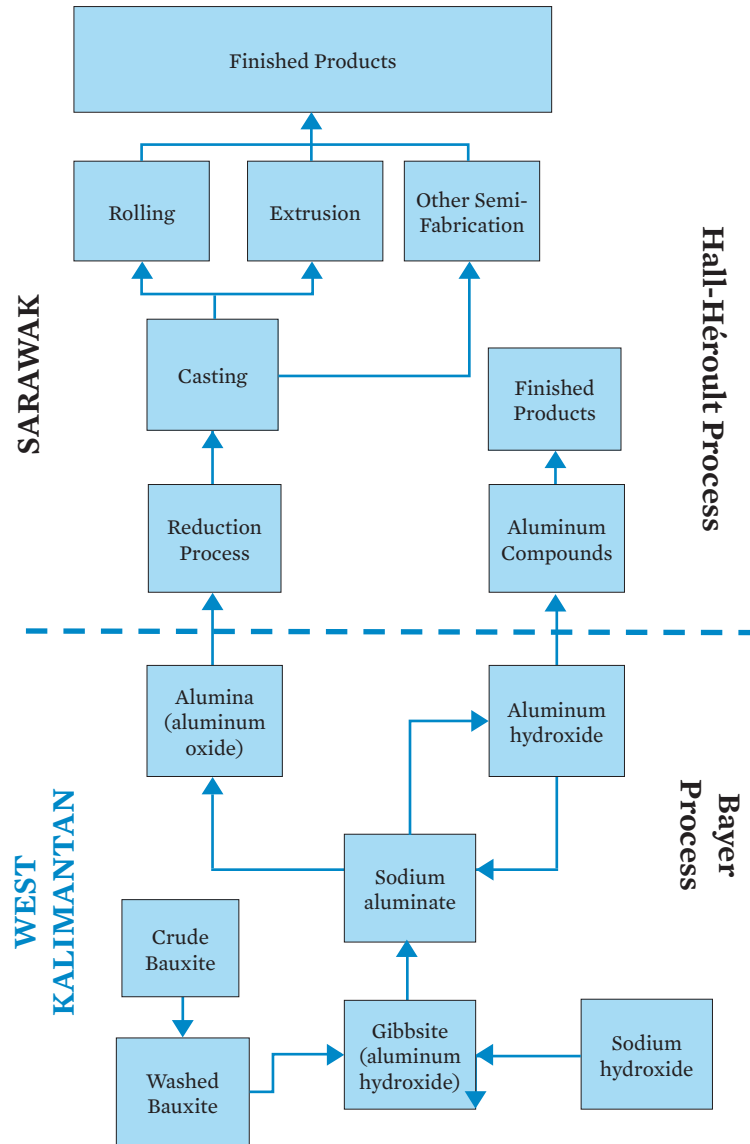 Finished Products
Rolling
Extrusion
Other Semi-
Fabrication
SARAWAK
Hall-Héroult Process
Casting
Finished
Products
Reduction
Process
Aluminum
Compounds
Alumina
(aluminum
oxide)
Aluminum
hydroxide
WEST
KALIMANTAN
Bayer
Process
Sodium
aluminate
Crude
Bauxite
Washed
Bauxite
Gibbsite
(aluminum
hydroxide)
Sodium
hydroxide